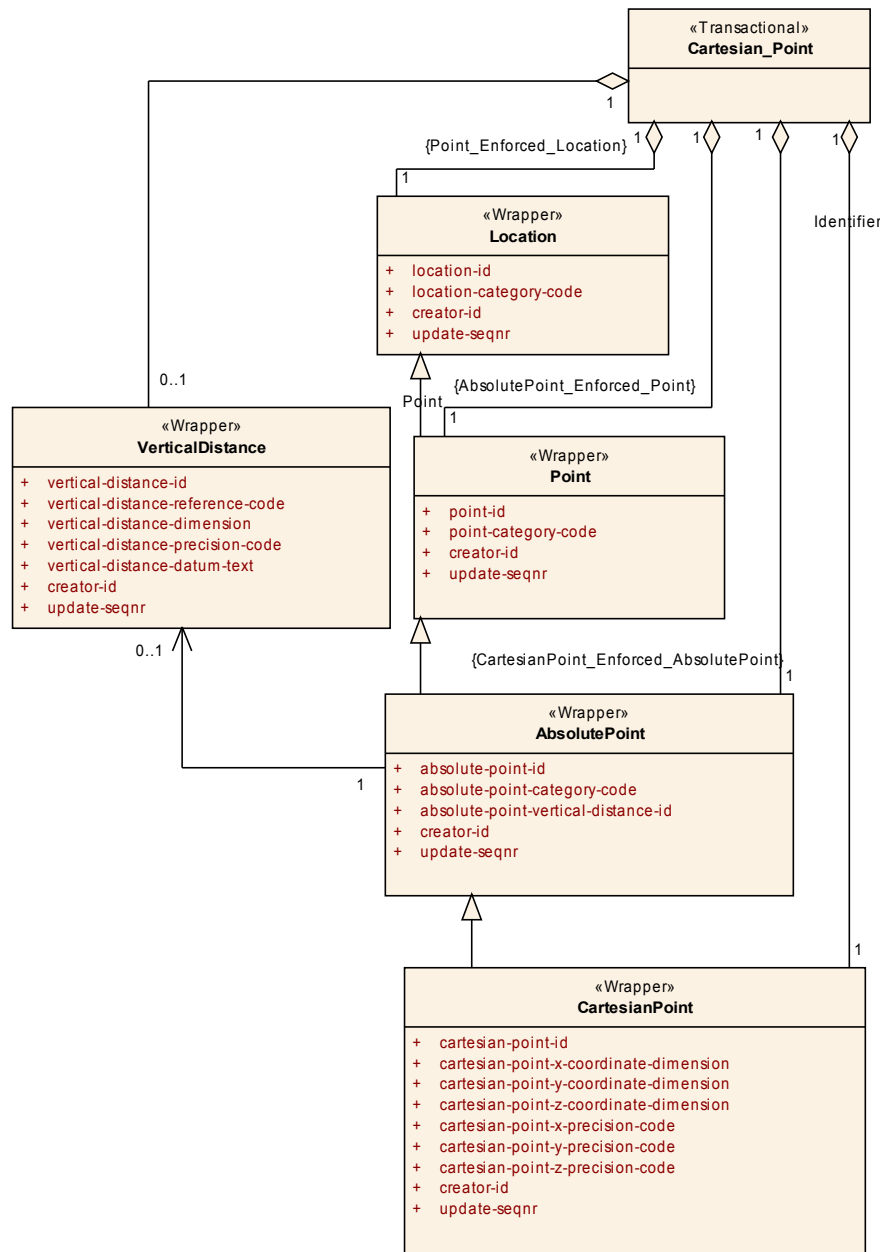 «Transactional»
Cartesian_Point
1
1
1
1
1
{Point_Enforced_Location}
1
«Wrapper»
Location
+ location-id
+ location-category-code
+ creator-id
+ update-seqnr
Identifier
0..1
{AbsolutePoint_Enforced_Point}
Point
1
«Wrapper»
VerticalDistance
+ vertical-distance-id
+ vertical-distance-reference-code
+ vertical-distance-dimension
+ vertical-distance-precision-code
+ vertical-distance-datum-text
+ creator-id
+ update-seqnr
«Wrapper»
Point
+ point-id
+ point-category-code
+ creator-id
+ update-seqnr
0..1
{CartesianPoint_Enforced_AbsolutePoint}
1
«Wrapper»
AbsolutePoint
+ absolute-point-id
+ absolute-point-category-code
+ absolute-point-vertical-distance-id
+ creator-id
+ update-seqnr
1
1
«Wrapper»
CartesianPoint
+ cartesian-point-id
+ cartesian-point-x-coordinate-dimension
+ cartesian-point-y-coordinate-dimension
+ cartesian-point-z-coordinate-dimension
+ cartesian-point-x-precision-code
+ cartesian-point-y-precision-code
+ cartesian-point-z-precision-code
+ creator-id
+ update-seqnr